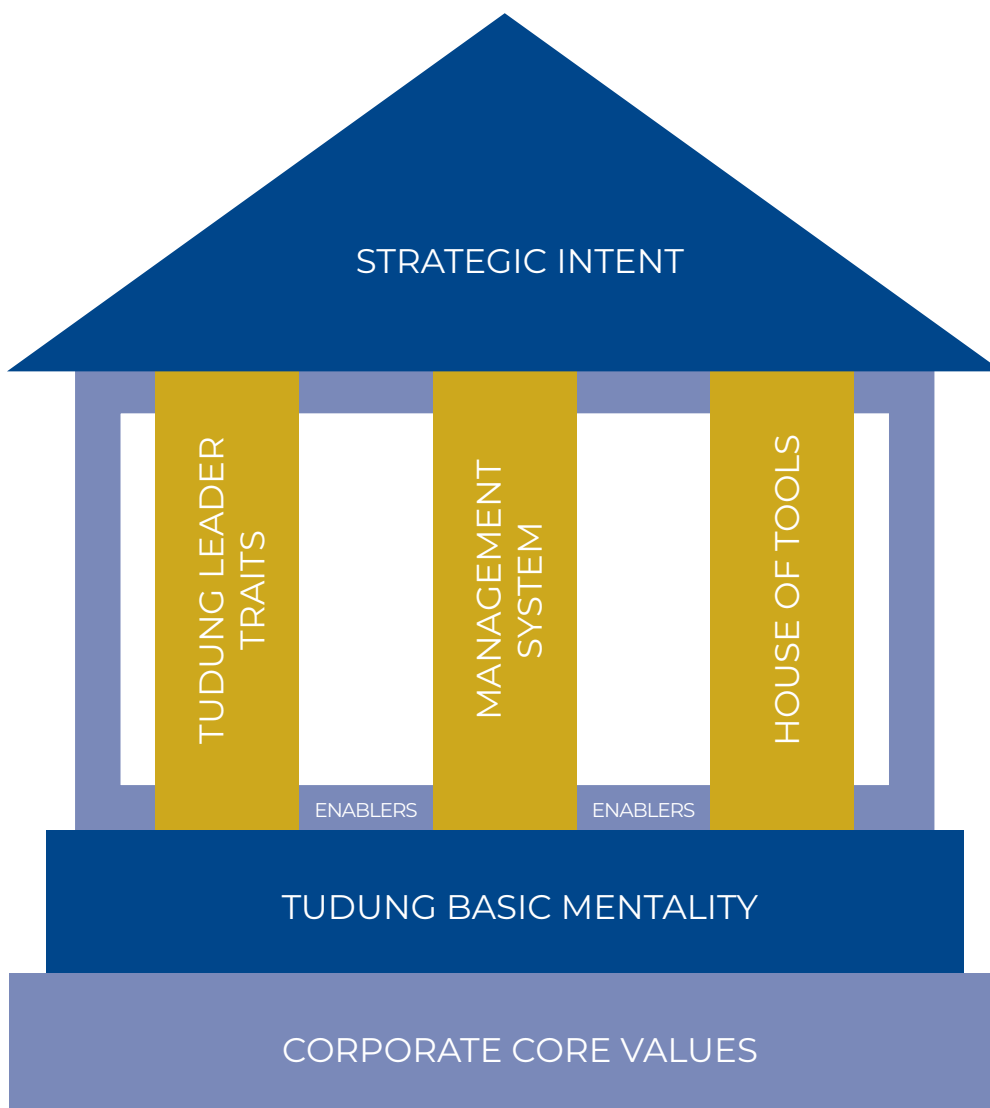 STRATEGIC INTENT
TUDUNG LEADER
TRAITS
MANAGEMENT
SYSTEM
HOUSE OF TOOLS
ENABLERS
ENABLERS
TUDUNG BASIC MENTALITY
CORPORATE CORE VALUES